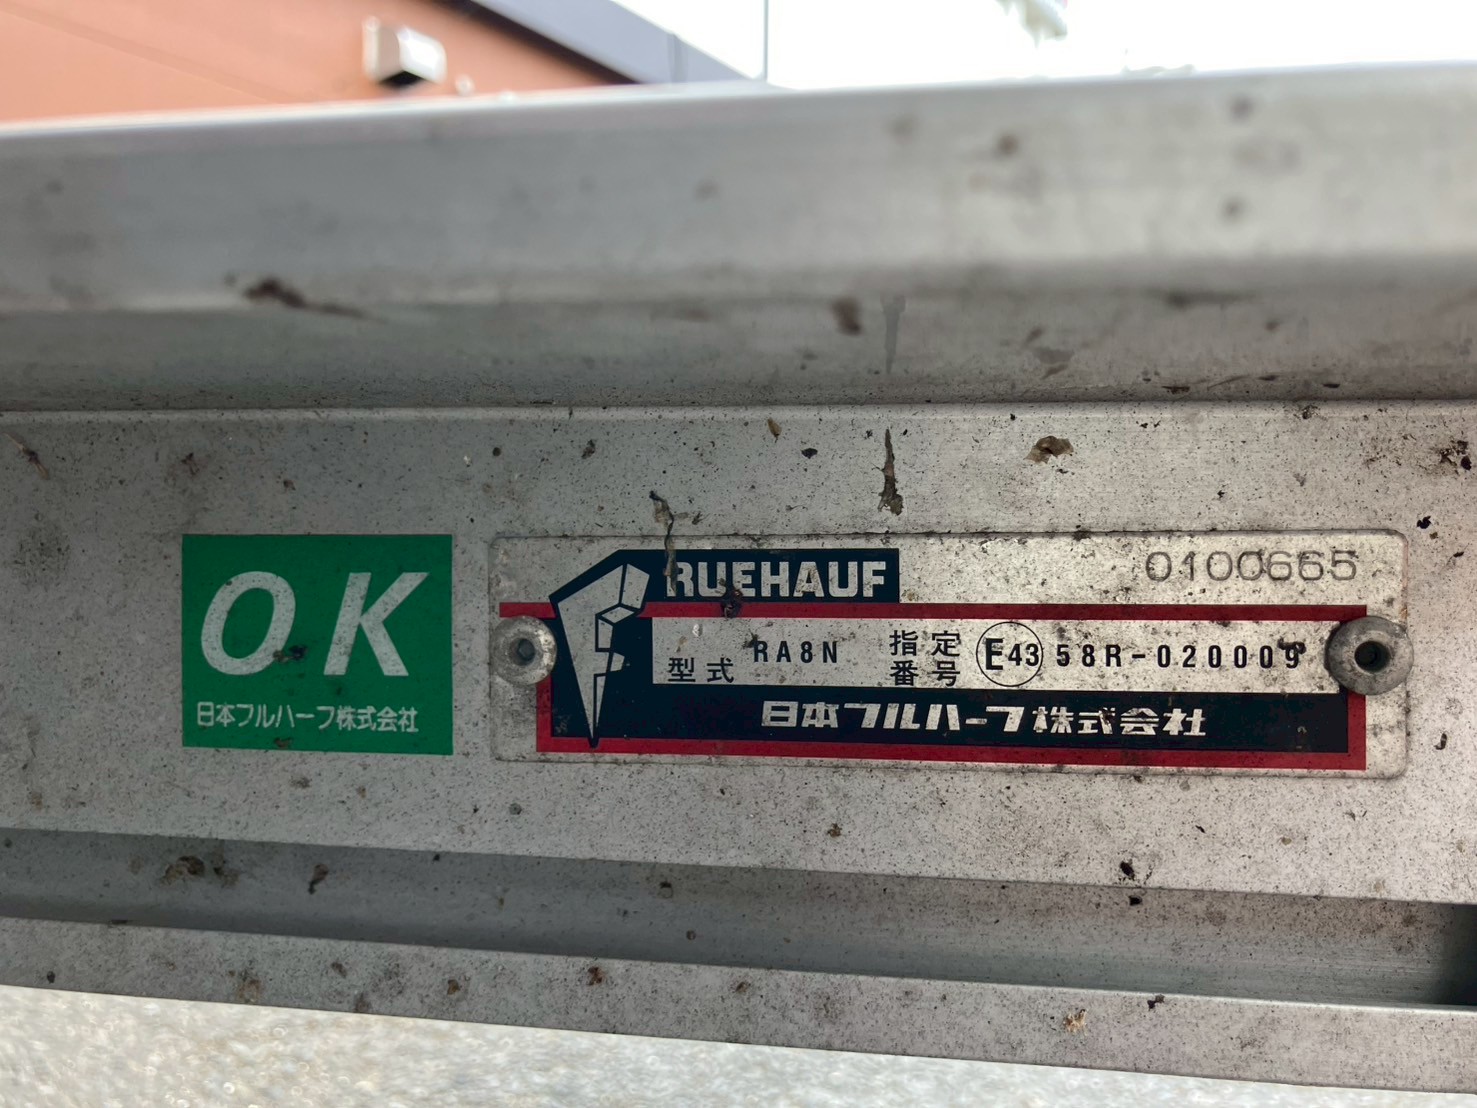 OK
日本フルハーフ株式会社
FRUEHAUF
0100665
型式 RA8N 指定番号 E43 58R-020009
日本フルハーフ株式会社